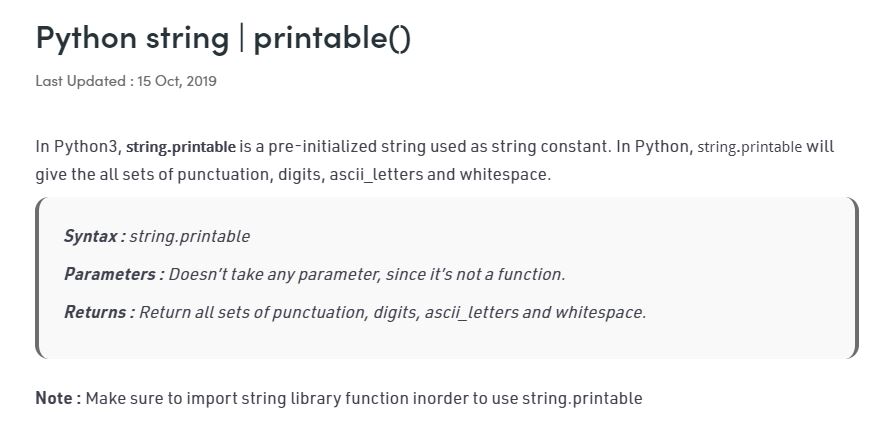 Python string | printable()
Last Updated : 15 Oct, 2019
In Python3, string.printable is a pre-initialized string used as string constant. In Python, string.printable will
give the all sets of punctuation, digits, ascii_letters and whitespace.
Syntax : string.printable
Parameters : Doesn't take any parameter, since it's not a function.
Returns : Return all sets of punctuation, digits, ascii_letters and whitespace.
Note : Make sure to import string library function inorder to use string.printable